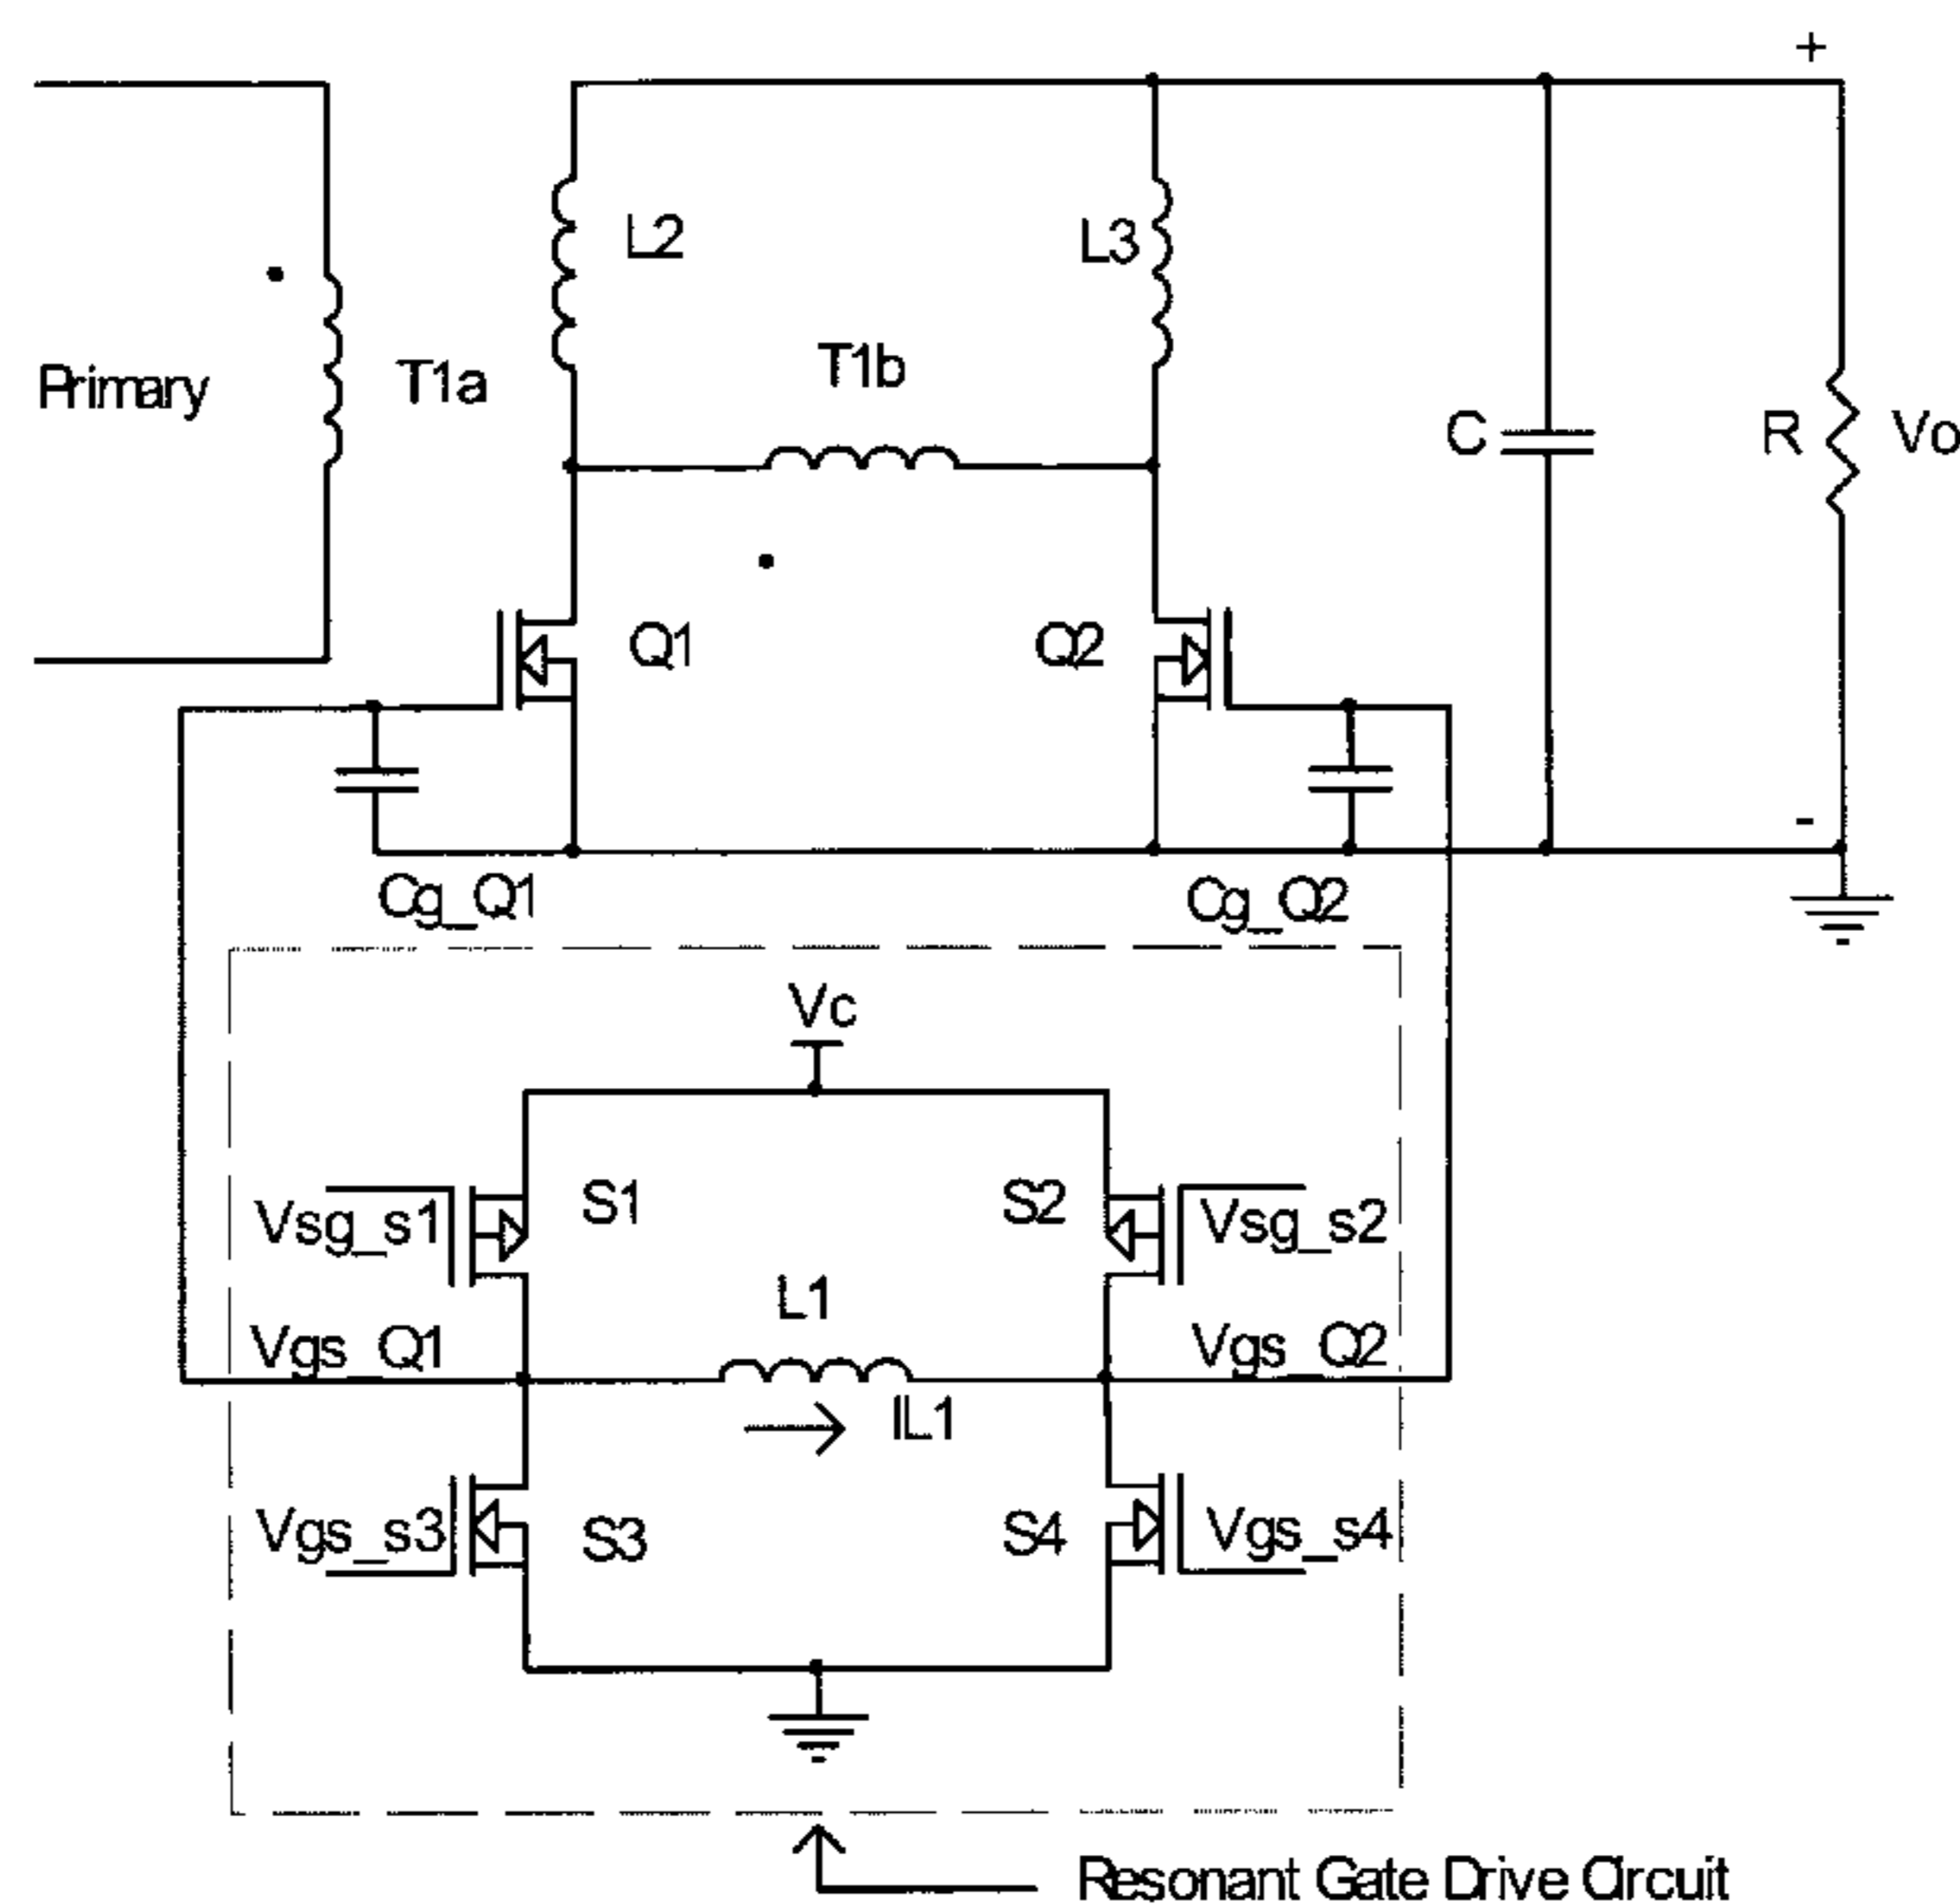 +
L2
L3
T1b
Primary
T1a
C
R
Vo
Q1
Q2
-
Cg_Q1
Cg_Q2
Vc
S1
S2
Vsg_s1
Vsg_s2
L1
Vgs_Q1
Vgs_Q2
IL1
Vgs_s3
S3
S4
Vgs_s4
Resonant Gate Drive Circuit